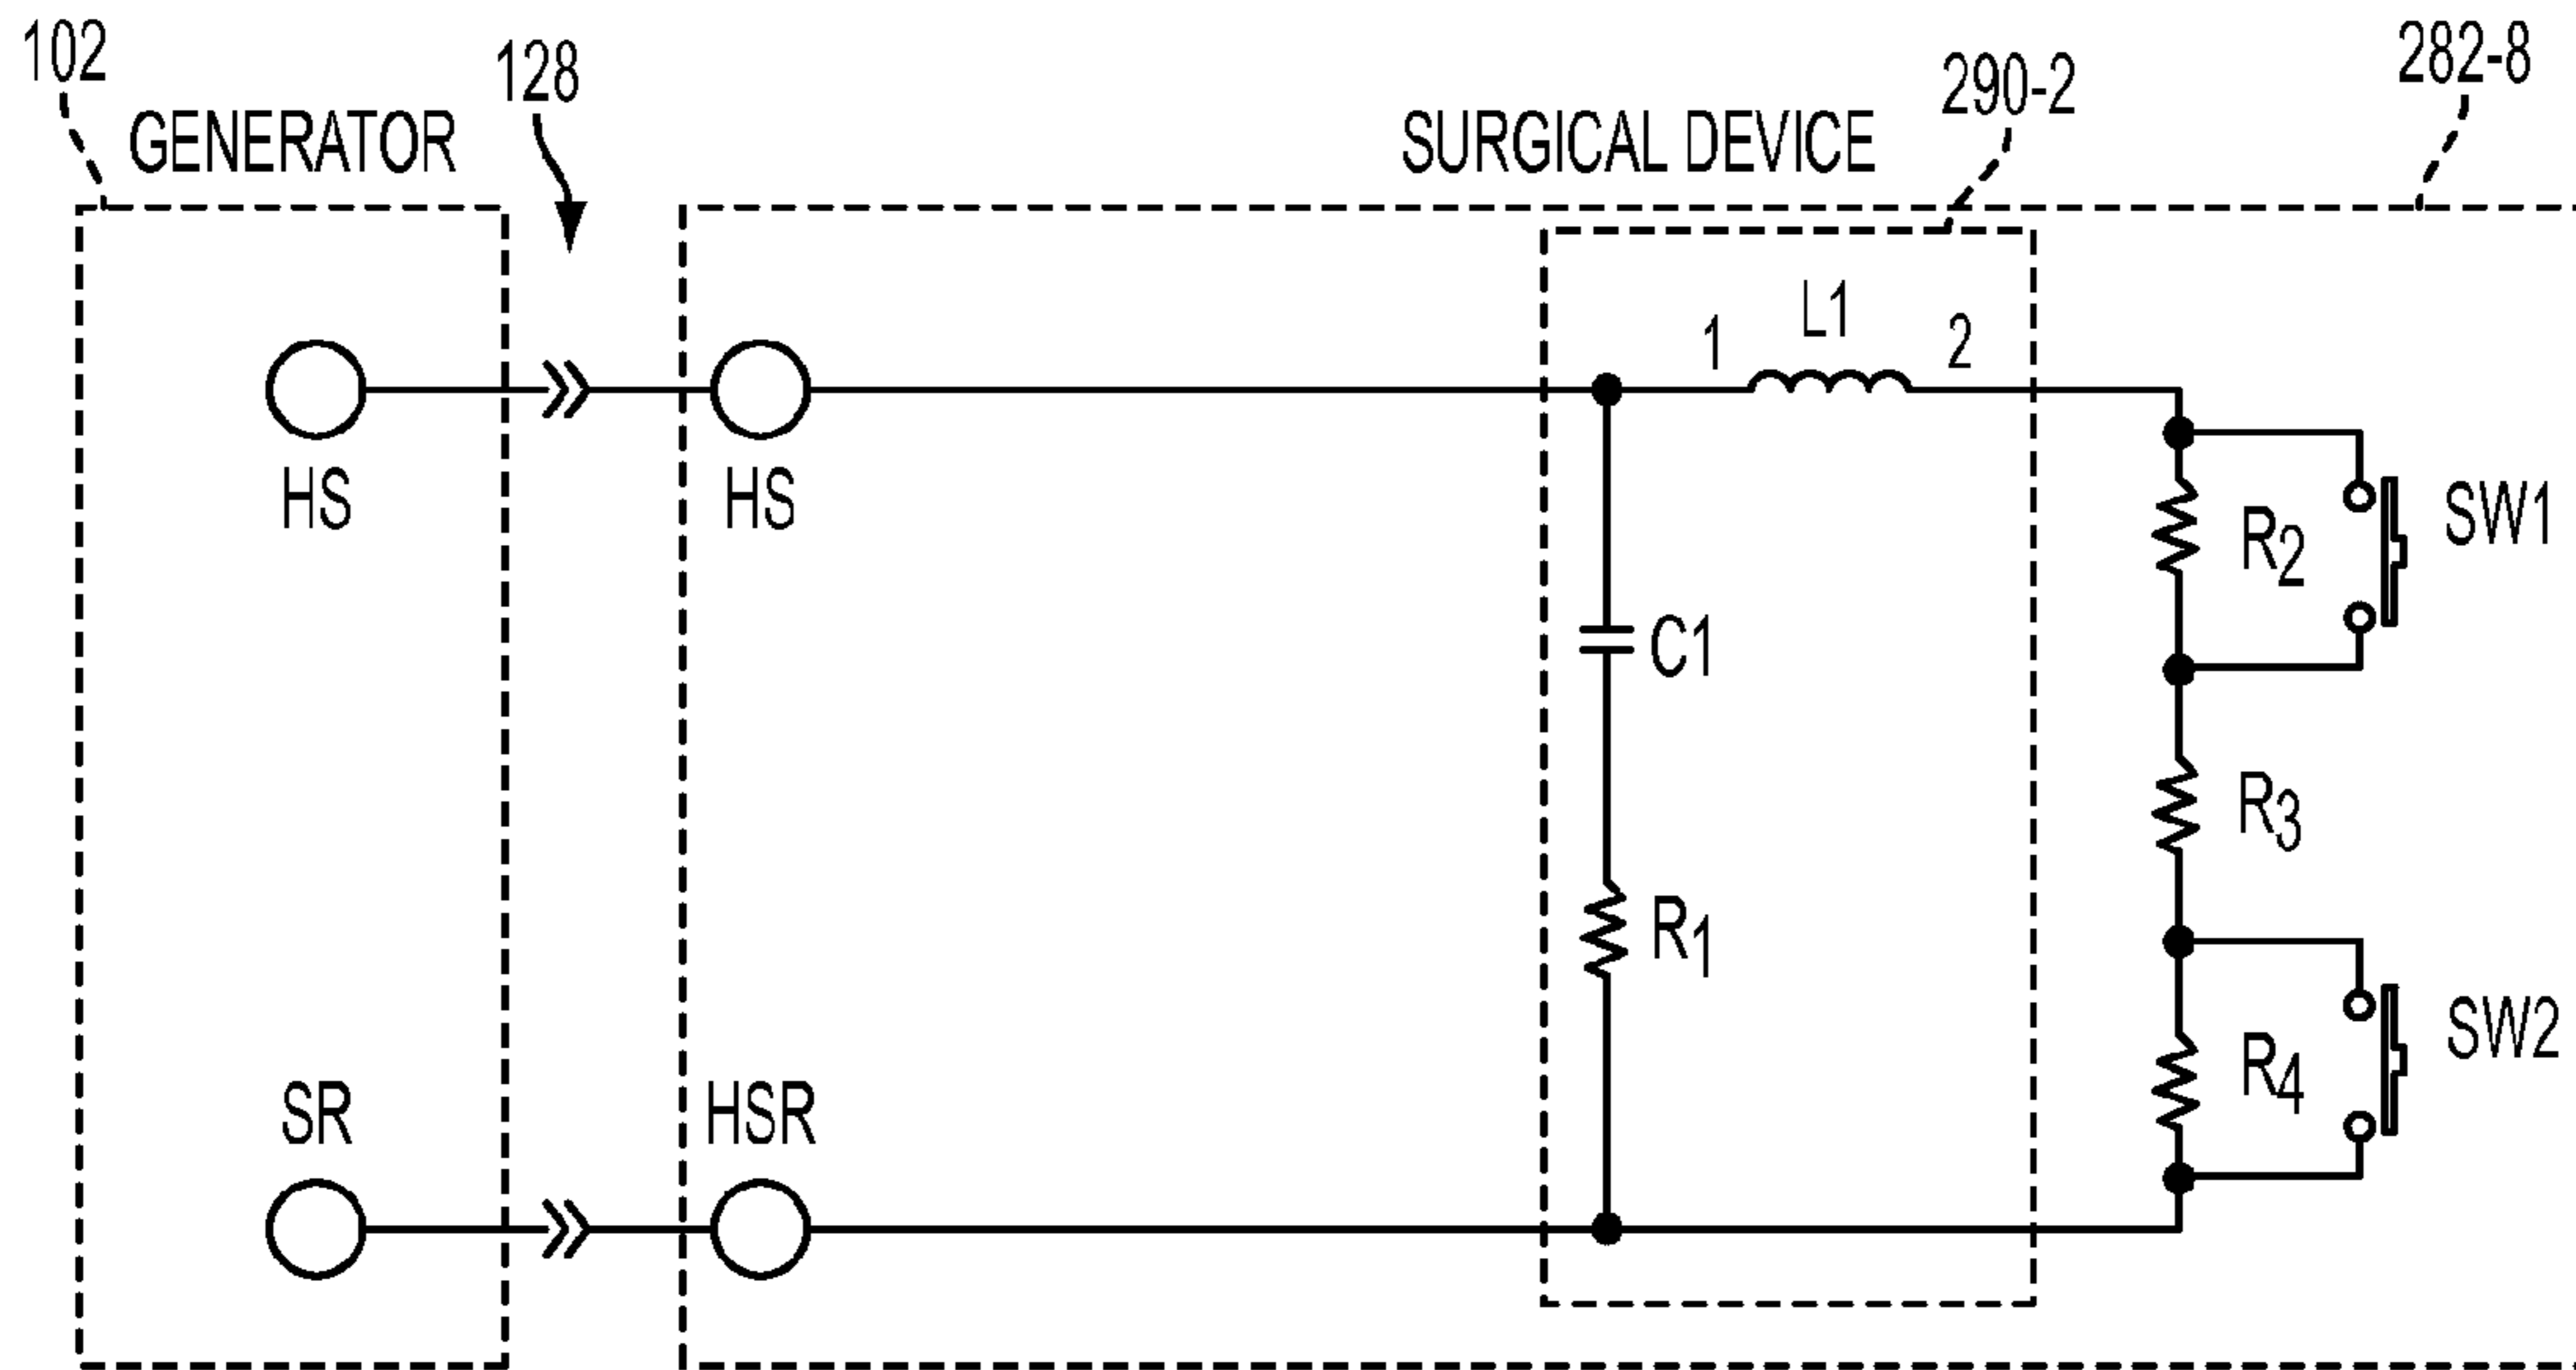 102
128
290-2
282-8
GENERATOR
SURGICAL DEVICE
1
L1
2
HS
HS
R2
SW1
C1
R3
R1
SR
HSR
R4
SW2